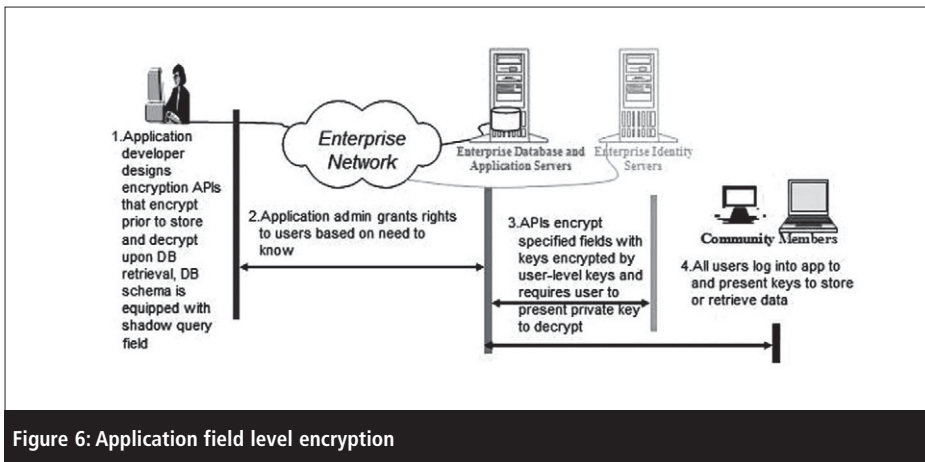 1.Application
developer
designs
encryption APIs
that encrypt
prior to store
and decrypt
upon DB
retrieval, DB
schema is
equipped with
shadow query
field
Enterprise
Network
2.Application admin grants rights
to users based on need to
know
Enterprise Database and
Application Servers
Enterprise Identity
Servers
3.APIs encrypt
specified fields with
keys encrypted by
user-level keys and
requires user to
present private key
to decrypt
Community Members
4.All users log into app to
and present keys to store
or retrieve data
Figure 6: Application field level encryption